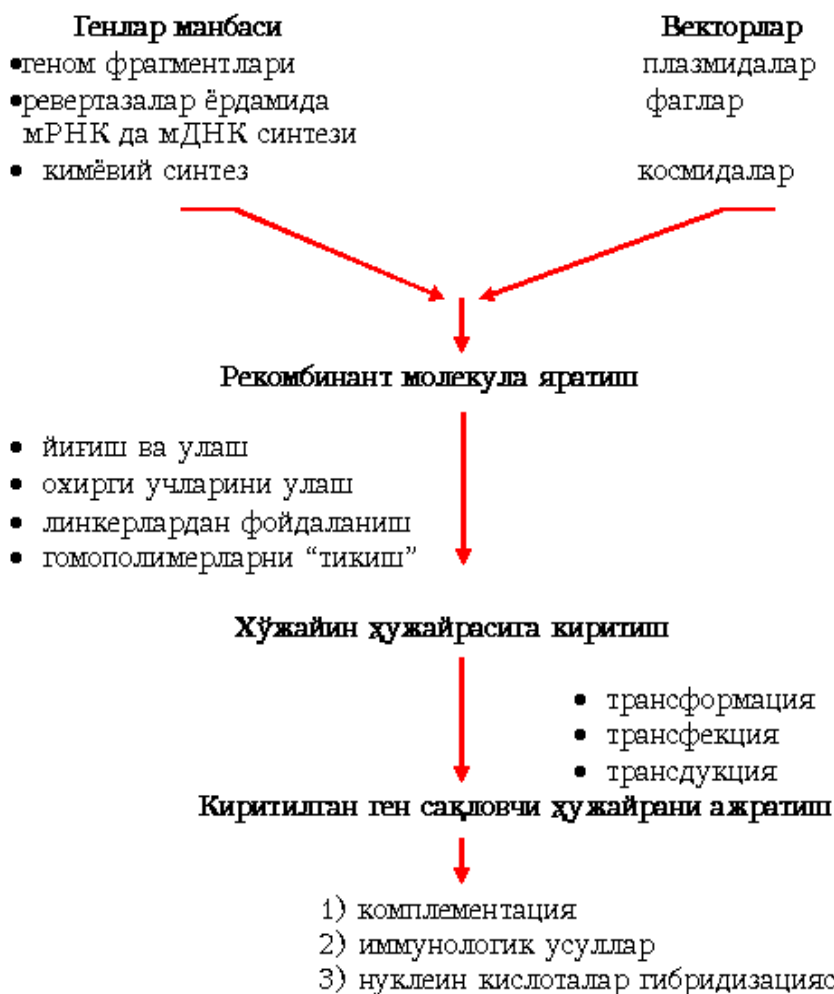 Генлар манбаси
•геном фрагментлари
•ревертазалар ёрдамида
мРНК да мДНК синтези
• кимёвий синтез
Векторлар
плазмидалар
фаглар
космидалар
Рекомбинант молекула яратиш
• йиғиш ва улаш
• охирги учларини улаш
• линкерлардан фойдаланиш
• гомополимерларни “тикиш”
Хўжайин ҳужайрасига киритиш
• трансформация
• трансфекция
• трансдукция
Киритилган ген сақловчи ҳужайрани ажратиш
1) комплементация
2) иммунологик усуллар
3) нуклеин кислоталар гибридизацияс